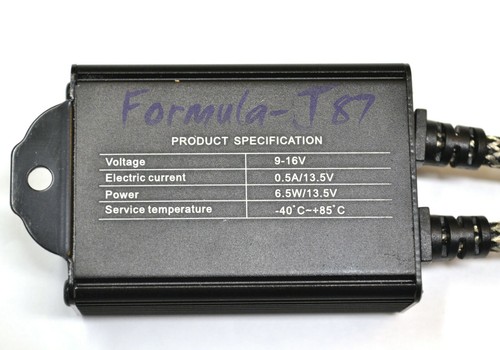 Formula-J87
PRODUCT SPECIFICATION
Voltage 9-16V
Electric current 0.5A/13.5V
Power 6.5W/13.5V
Service temperature -40°C~+85°C